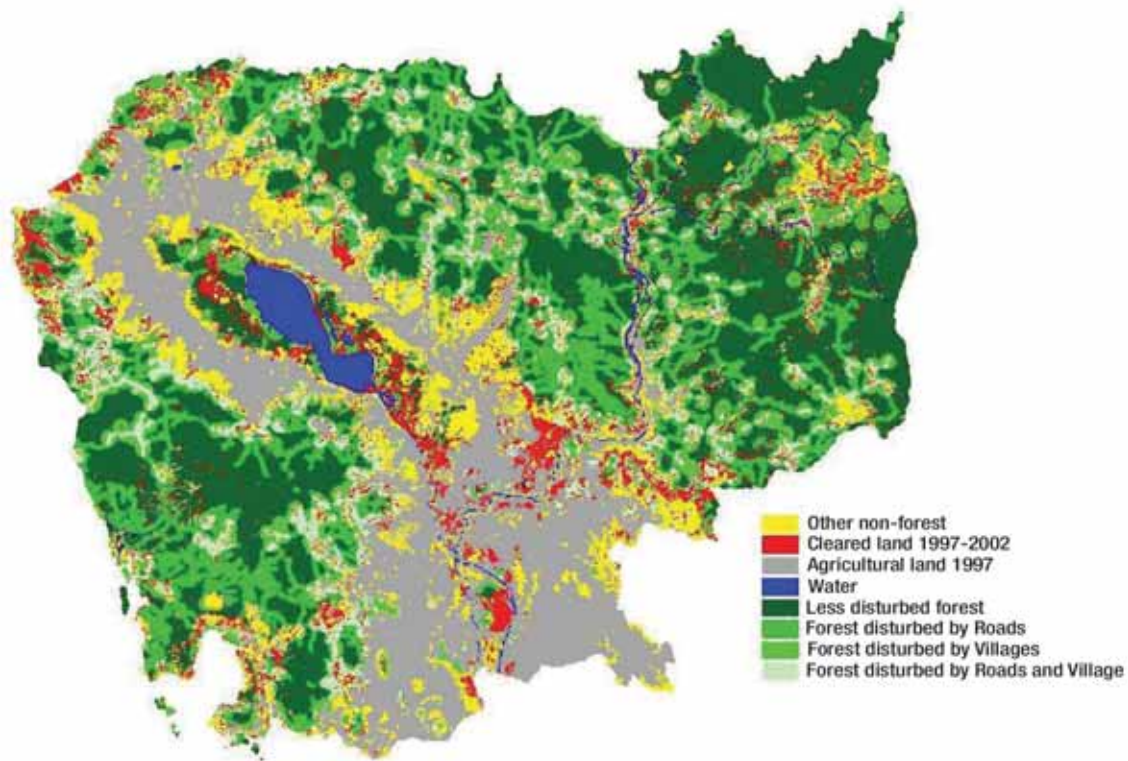 Other non-forest
Cleared land 1997-2002
Agricultural land 1997
Water
Less disturbed forest
Forest disturbed by Roads
Forest disturbed by Villages
Forest disturbed by Roads and Village